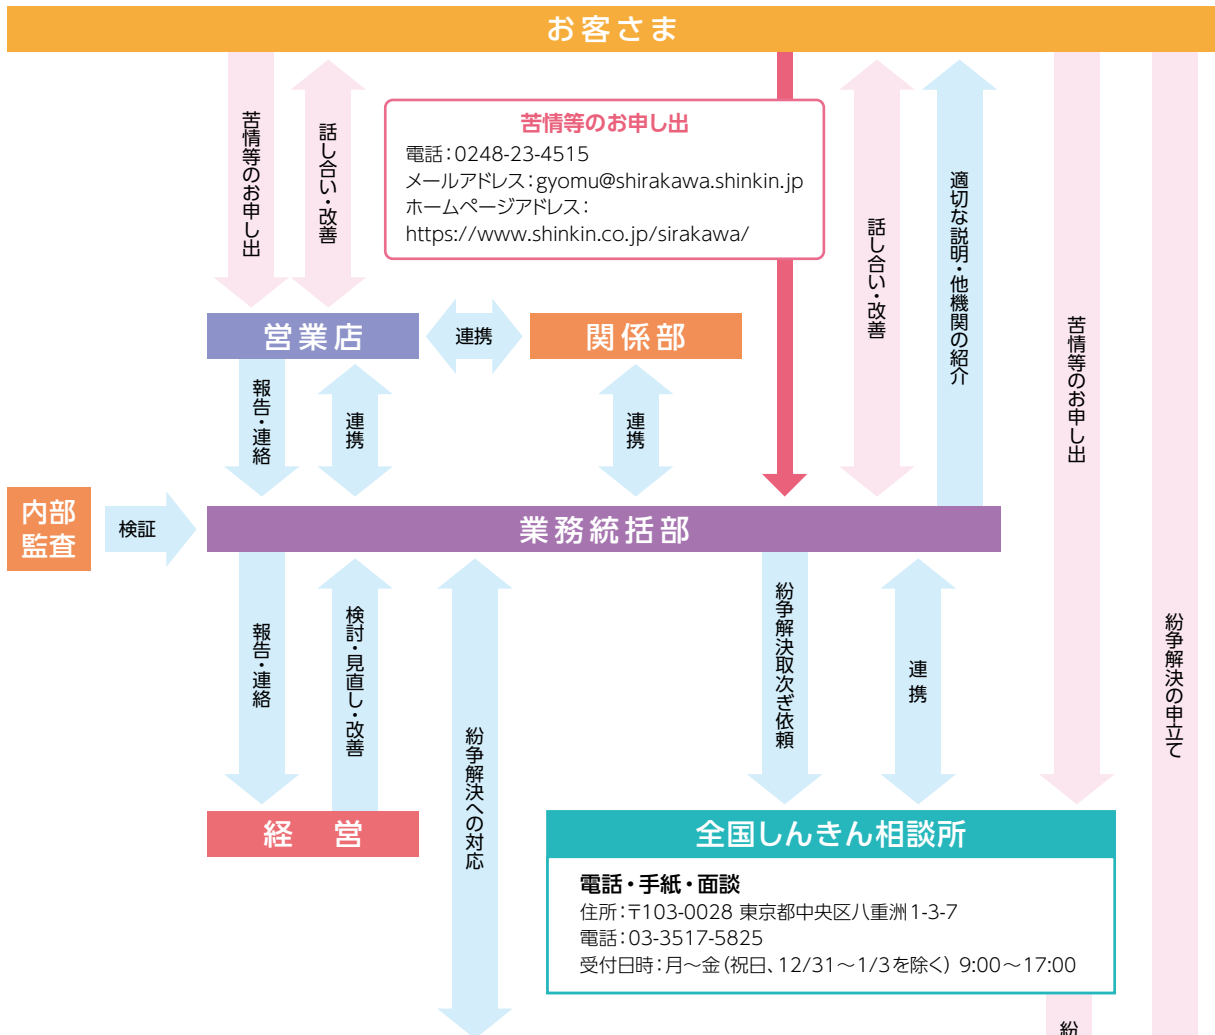 お客さま
苦情等のお申し出
話し合い・改善
苦情等のお申し出
電話：0248-23-4515
メールアドレス：gyomu@shirakawa.shinkin.jp
ホームページアドレス：
https://www.shinkin.co.jp/sirakawa/
話し合い・改善
適切な説明・他機関の紹介
苦情等のお申し出
紛争解決の申立て
営業店
連携
関係部
報告・連絡
連携
連携
内部
監査
検証
業務統括部
報告・連絡
検討・見直し・改善
紛争解決への対応
紛争解決取次ぎ依頼
連携
経営
全国しんきん相談所
電話・手紙・面談
住所：〒103-0028 東京都中央区八重洲1-3-7
電話：03-3517-5825
受付日時：月～金（祝日、12/31～1/3を除く） 9:00～17:00
紛